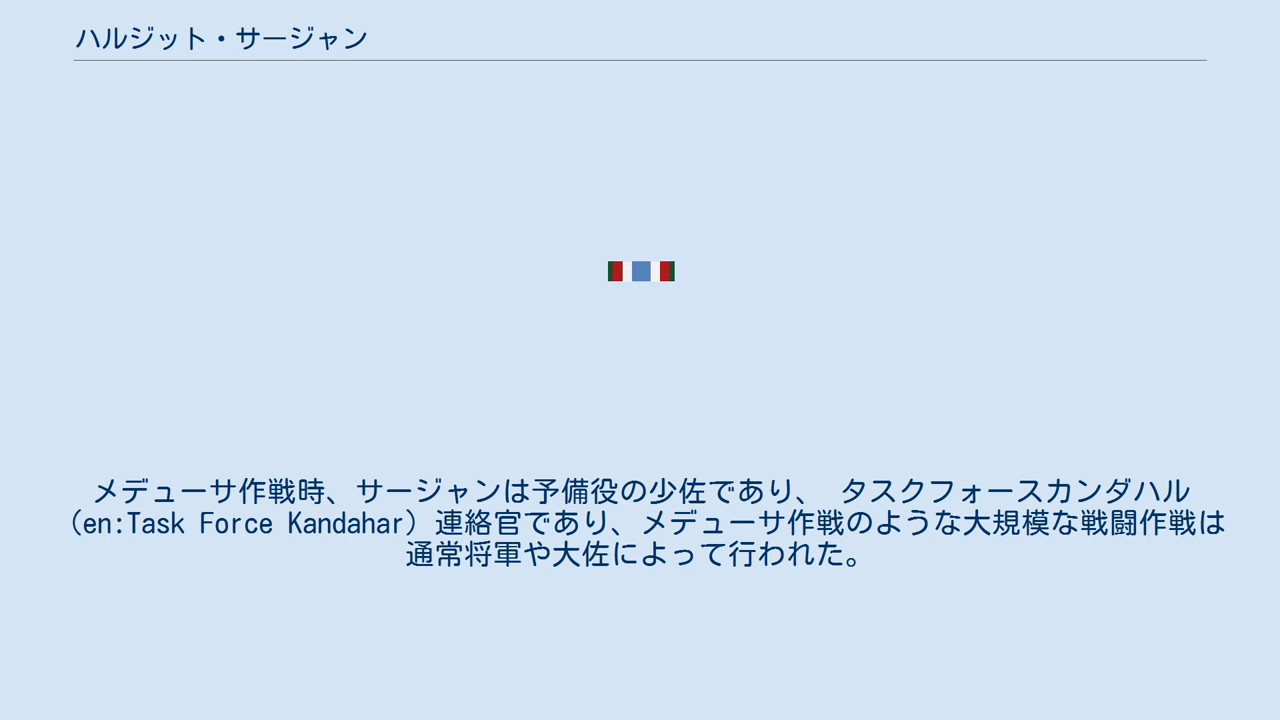 ハルジット・サージャン
メデューサ作戦時、サージャンは予備役の少佐であり、 タスクフォースカンダハル
（en:Task Force Kandahar）連絡官であり、メデューサ作戦のような大規模な戦闘作戦は
通常将軍や大佐によって行われた。